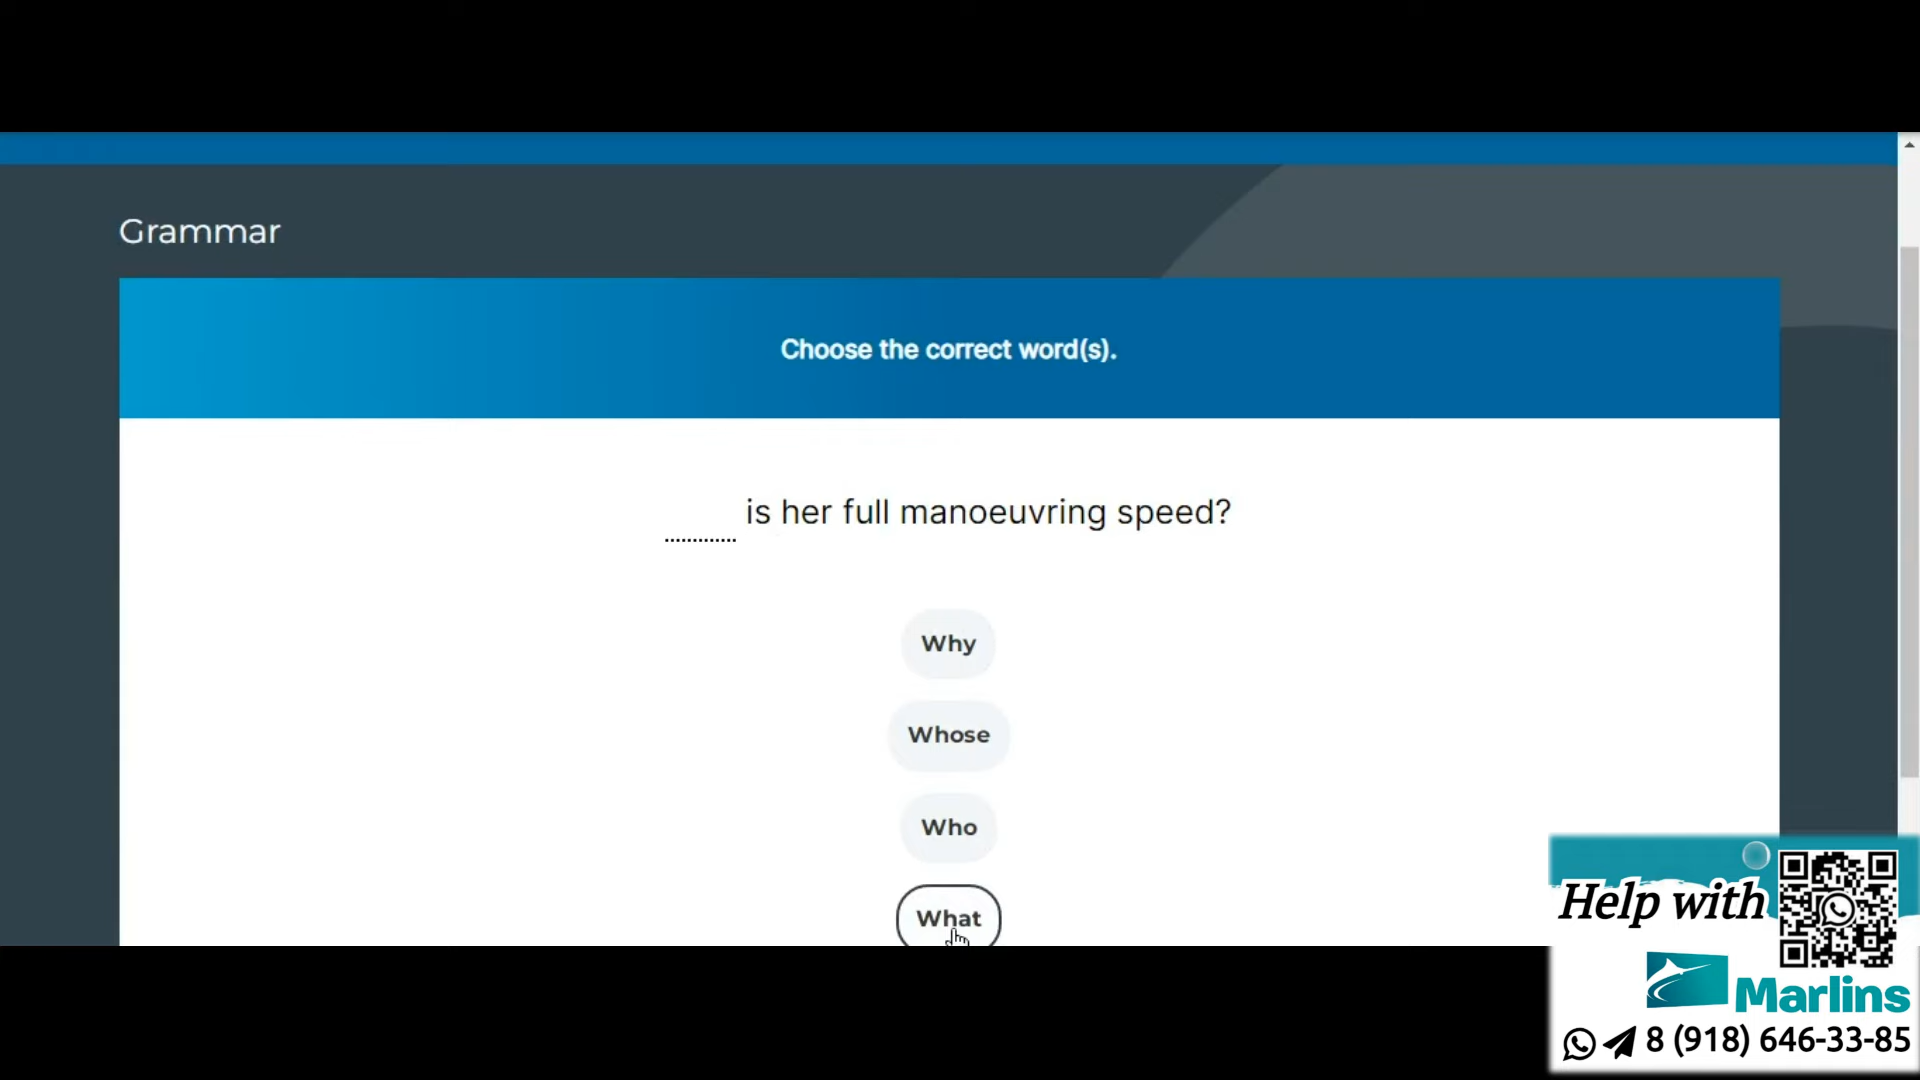 Grammar
Choose the correct word(s).
............. is her full manoeuvring speed?
Why
Whose
Who
What
Help with
Marlins
8 (918) 646-33-85